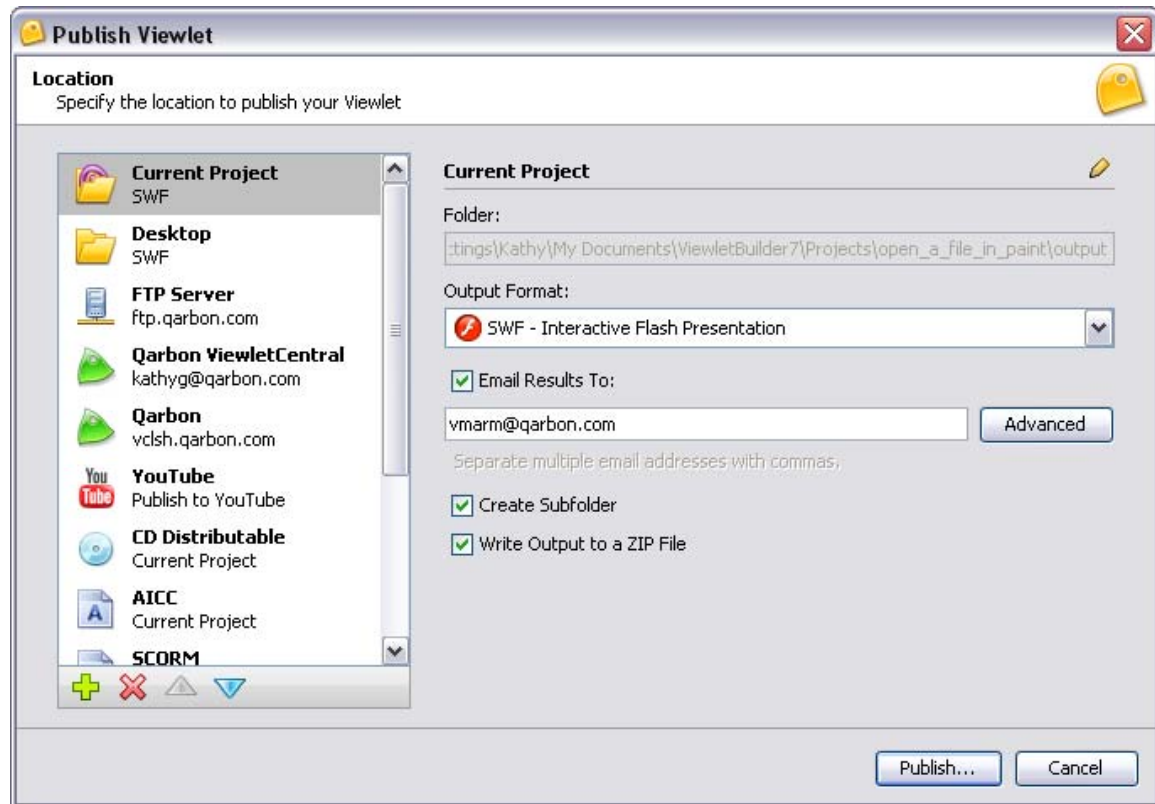 Publish Viewlet
Location
Specify the location to publish your Viewlet
Current Project
SWF
Desktop
SWF
FTP Server
ftp.qarbon.com
Qarbon ViewletCentral
kathyg@qarbon.com
Qarbon
vclsh.qarbon.com
You
Tube
YouTube
Publish to YouTube
CD Distributable
Current Project
A
AICC
Current Project
SCORM
Current Project
Folder:
:tings\Kathy\My Documents\ViewletBuilder7\Projects\open_a_file_in_paint\output
Output Format:
SWF - Interactive Flash Presentation
Email Results To:
vmarm@qarbon.com
Advanced
Separate multiple email addresses with commas.
Create Subfolder
Write Output to a ZIP File
Publish...
Cancel